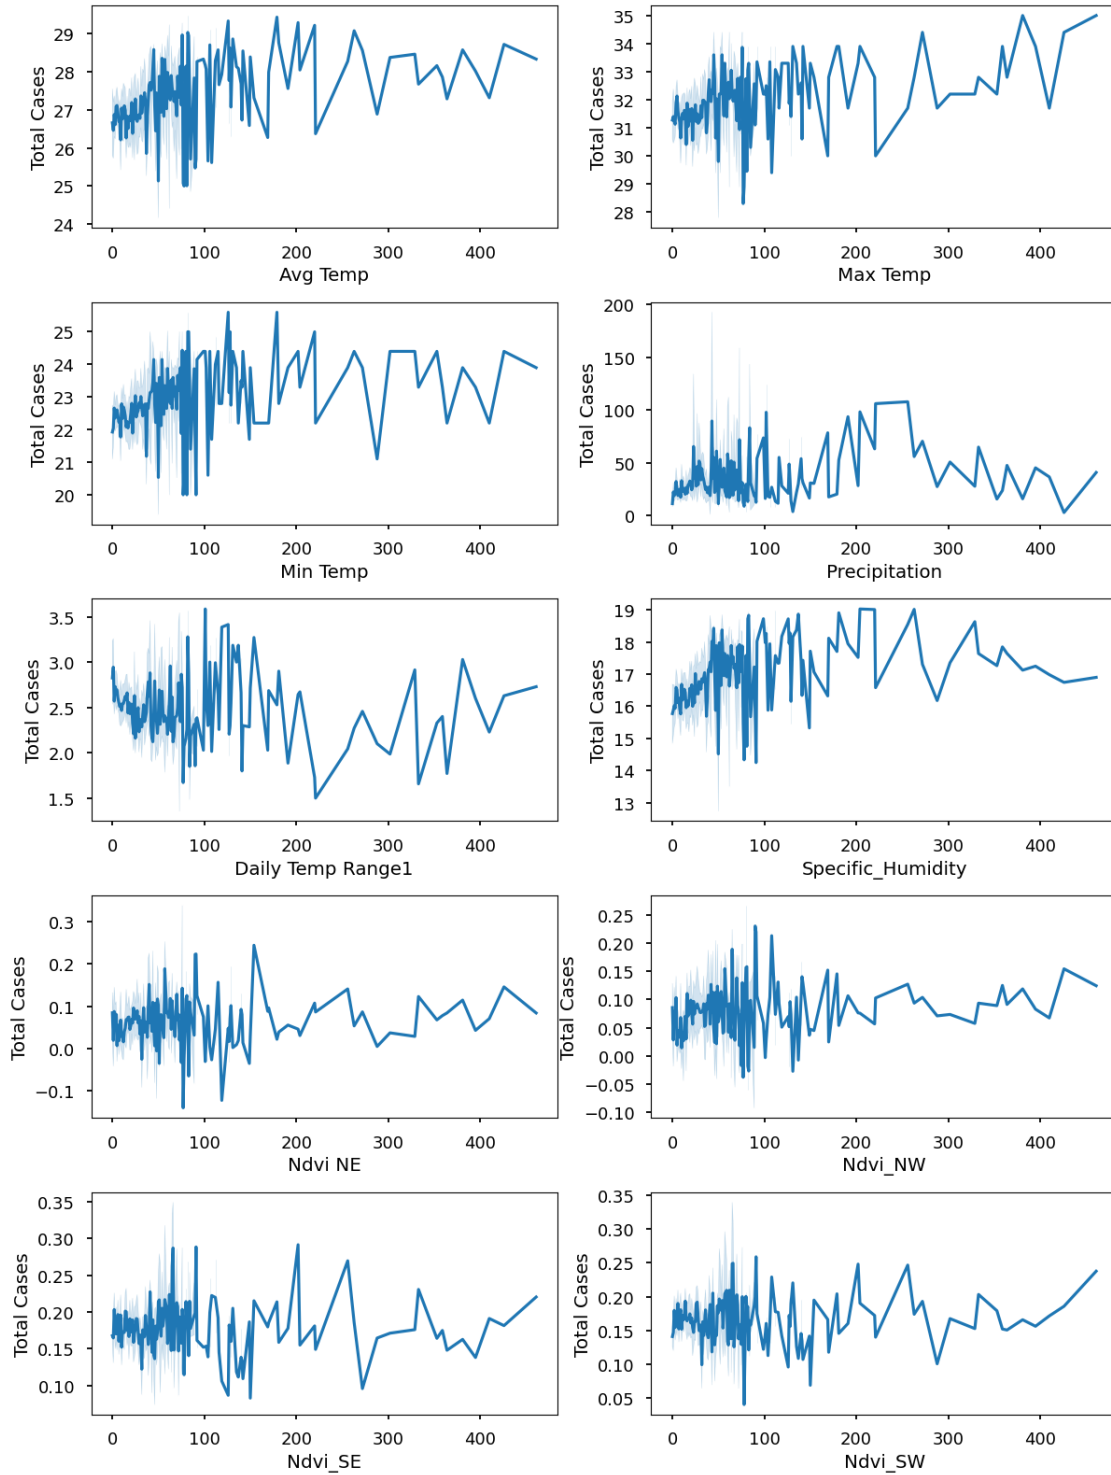 29
28
27
26
25
24
Total Cases
0 100 200 300 400
Avg Temp
35
34
33
32
31
30
29
28
Total Cases
0 100 200 300 400
Max Temp
25
24
23
22
21
20
Total Cases
0 100 200 300 400
Min Temp
200
150
100
50
0
Total Cases
0 100 200 300 400
Precipitation
3.5
3.0
2.5
2.0
1.5
Total Cases
0 100 200 300 400
Daily Temp Range1
19
18
17
16
15
14
13
Total Cases
0 100 200 300 400
Specific_Humidity
0.3
0.2
0.1
0.0
−0.1
Total Cases
0 100 200 300 400
Ndvi NE
0.25
0.20
0.15
0.10
0.05
0.00
−0.05
−0.10
Total Cases
0 100 200 300 400
Ndvi_NW
0.35
0.30
0.25
0.20
0.15
0.10
Total Cases
0 100 200 300 400
Ndvi_SE
0.35
0.30
0.25
0.20
0.15
0.10
0.05
Total Cases
0 100 200 300 400
Ndvi_SW